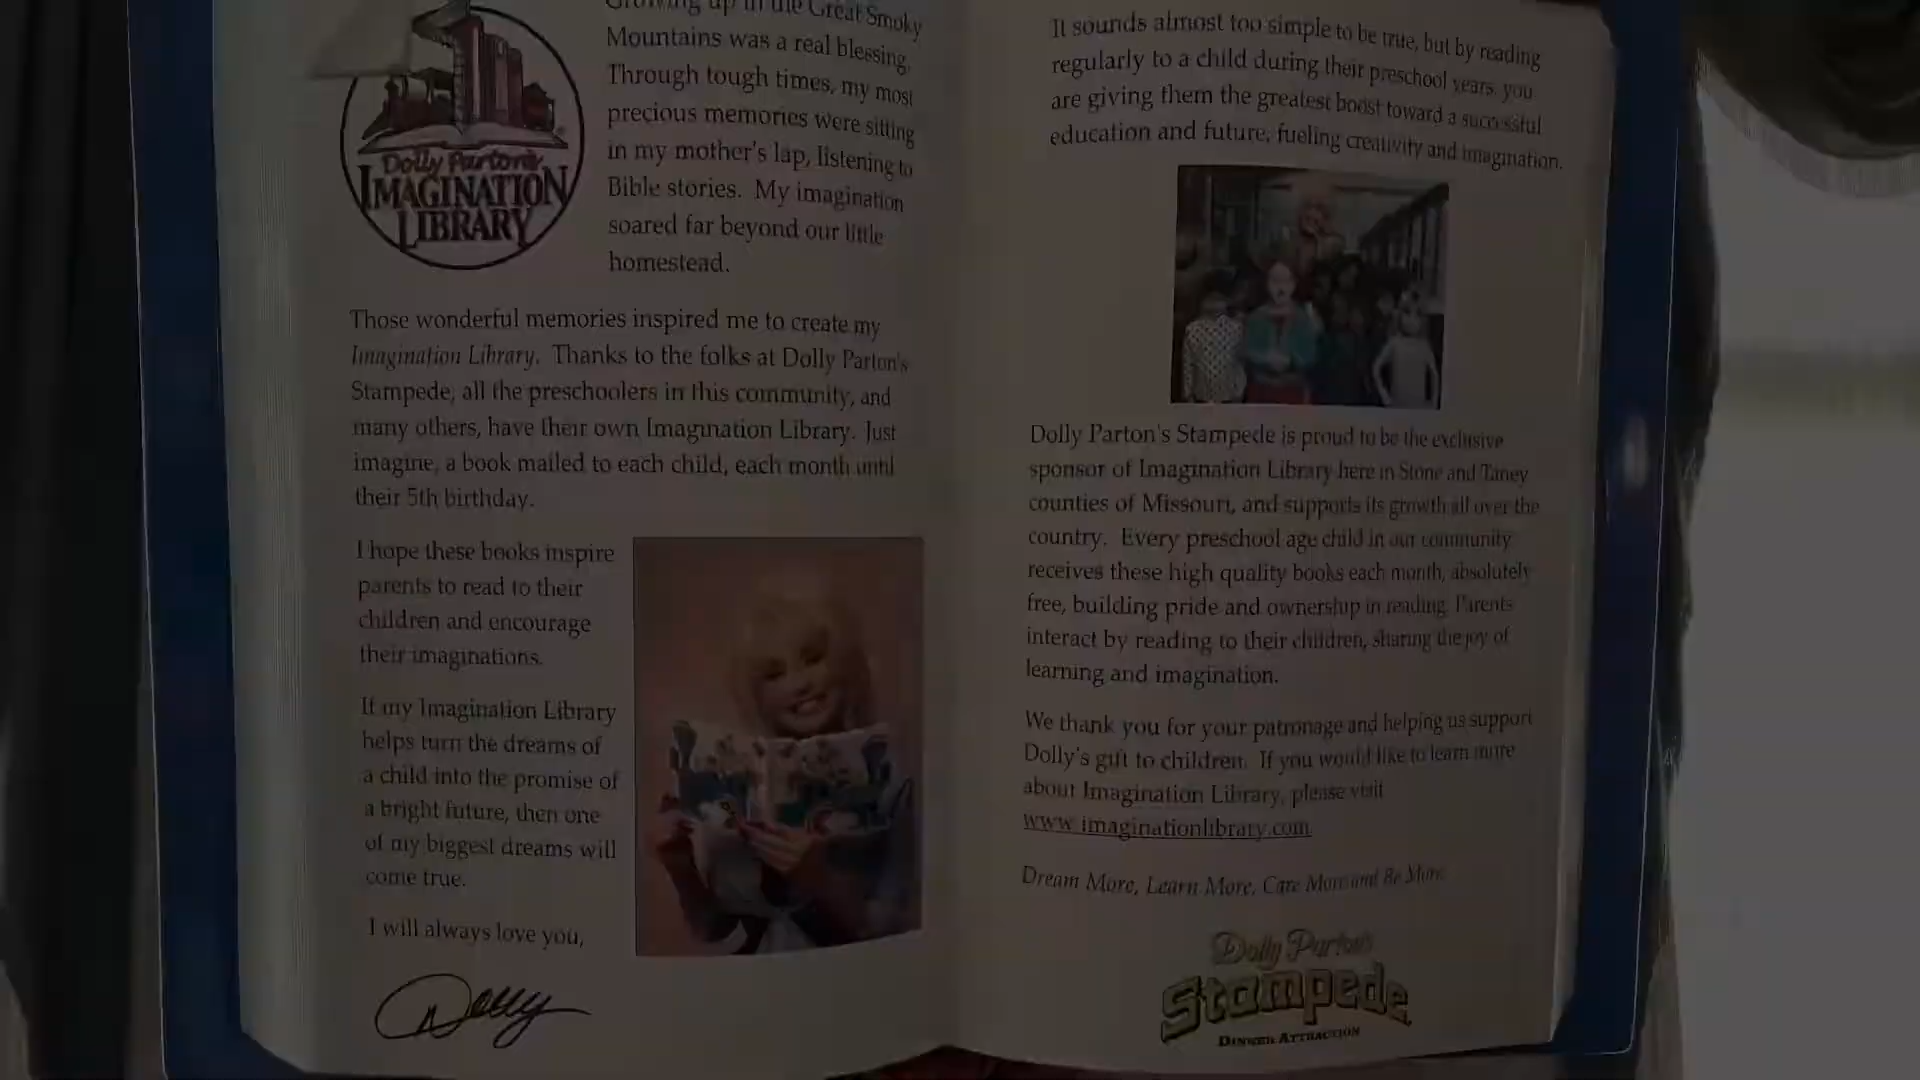 Dolly Parton's
IMAGINATION
LIBRARY
Growing up in the Great Smoky
Mountains was a real blessing.
Through tough times, my most
precious memories were sitting
in my mother's lap, listening to
Bible stories. My imagination
soared far beyond our little
homestead.
Those wonderful memories inspired me to create my
Imagination Library. Thanks to the folks at Dolly Parton's
Stampede, all the preschoolers in this community, and
many others, have their own Imagination Library. Just
imagine, a book mailed to each child, each month until
their 5th birthday.
I hope these books inspire
parents to read to their
children and encourage
their imaginations.
If my Imagination Library
helps turn the dreams of
a child into the promise of
a bright future, then one
of my biggest dreams will
come true.
I will always love you,
Dolly
It sounds almost too simple to be true, but by reading
regularly to a child during their preschool years, you
are giving them the greatest boost toward a successful
education and future, fueling creativity and imagination.
Dolly Parton's Stampede is proud to be the exclusive
sponsor of Imagination Library here in Stone and Taney
counties of Missouri, and supports its growth all over the
country. Every preschool age child in our community
receives these high quality books each month, absolutely
free, building pride and ownership in reading. Parents
interact by reading to their children, sharing the joy of
learning and imagination.
We thank you for your patronage and helping us support
Dolly's gift to children. If you would like to learn more
about Imagination Library, please visit
www.imaginationlibrary.com
Dream More, Learn More, Care More and Be More
Dolly Parton's
Stampede
DINNER ATTRACTION